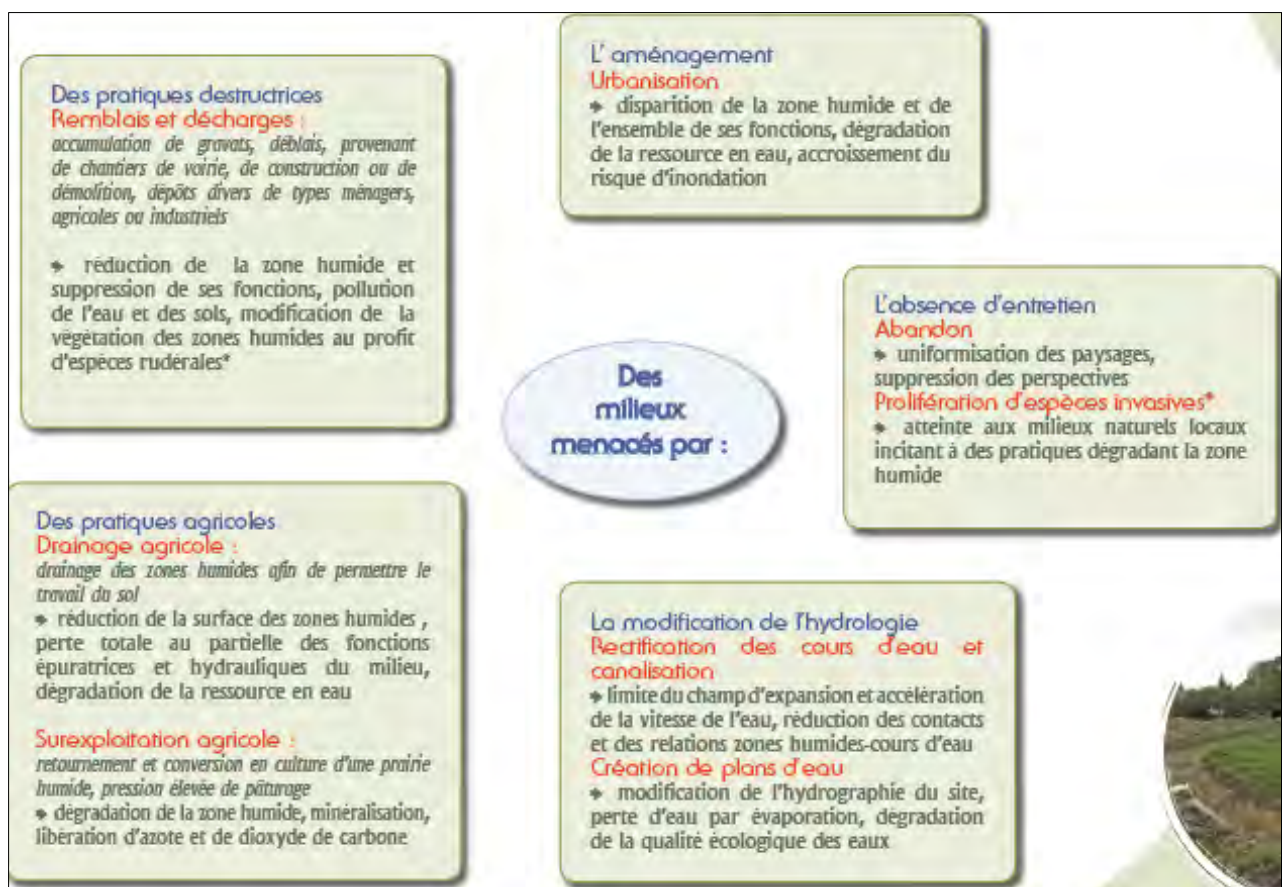 L' aménagement
Urbanisation
➧ disparition de la zone humide et de
l'ensemble de ses fonctions, dégradation
de la ressource en eau, accroissement du
risque d'inondation
Des pratiques destructrices
Remblais et décharges :
accumulation de gravats, déblais, provenant
de chantiers de voirie, de construction ou de
démolition, dépôts divers de types ménagers,
agricoles ou industriels
➧ réduction de la zone humide et
suppression de ses fonctions, pollution
de l'eau et des sols, modification de la
végétation des zones humides au profit
d'espèces rudérales*
L'absence d'entretien
Abandon
➧ uniformisation des paysages,
suppression des perspectives
Prolifération d'espèces invasives*
➧ atteinte aux milieux naturels locaux
incitant à des pratiques dégradant la zone
humide
Des
milieux
menacés par :
Des pratiques agricoles
Drainage agricole :
drainage des zones humides afin de permettre le
travail du sol
➧ réduction de la surface des zones humides ,
perte totale au partielle des fonctions
épuratrices et hydrauliques du milieu,
dégradation de la ressource en eau
Surexploitation agricole :
retournement et conversion en culture d'une prairie
humide, pression élevée de pâturage
➧ dégradation de la zone humide, minéralisation,
libération d'azote et de dioxyde de carbone
La modification de l'hydrologie
Rectification des cours d'eau et
canalisation
➧ limite du champ d'expansion et accélération
de la vitesse de l'eau, réduction des contacts
et des relations zones humides-cours d'eau
Création de plans d'eau
➧ modification de l'hydrographie du site,
perte d'eau par évaporation, dégradation
de la qualité écologique des eaux